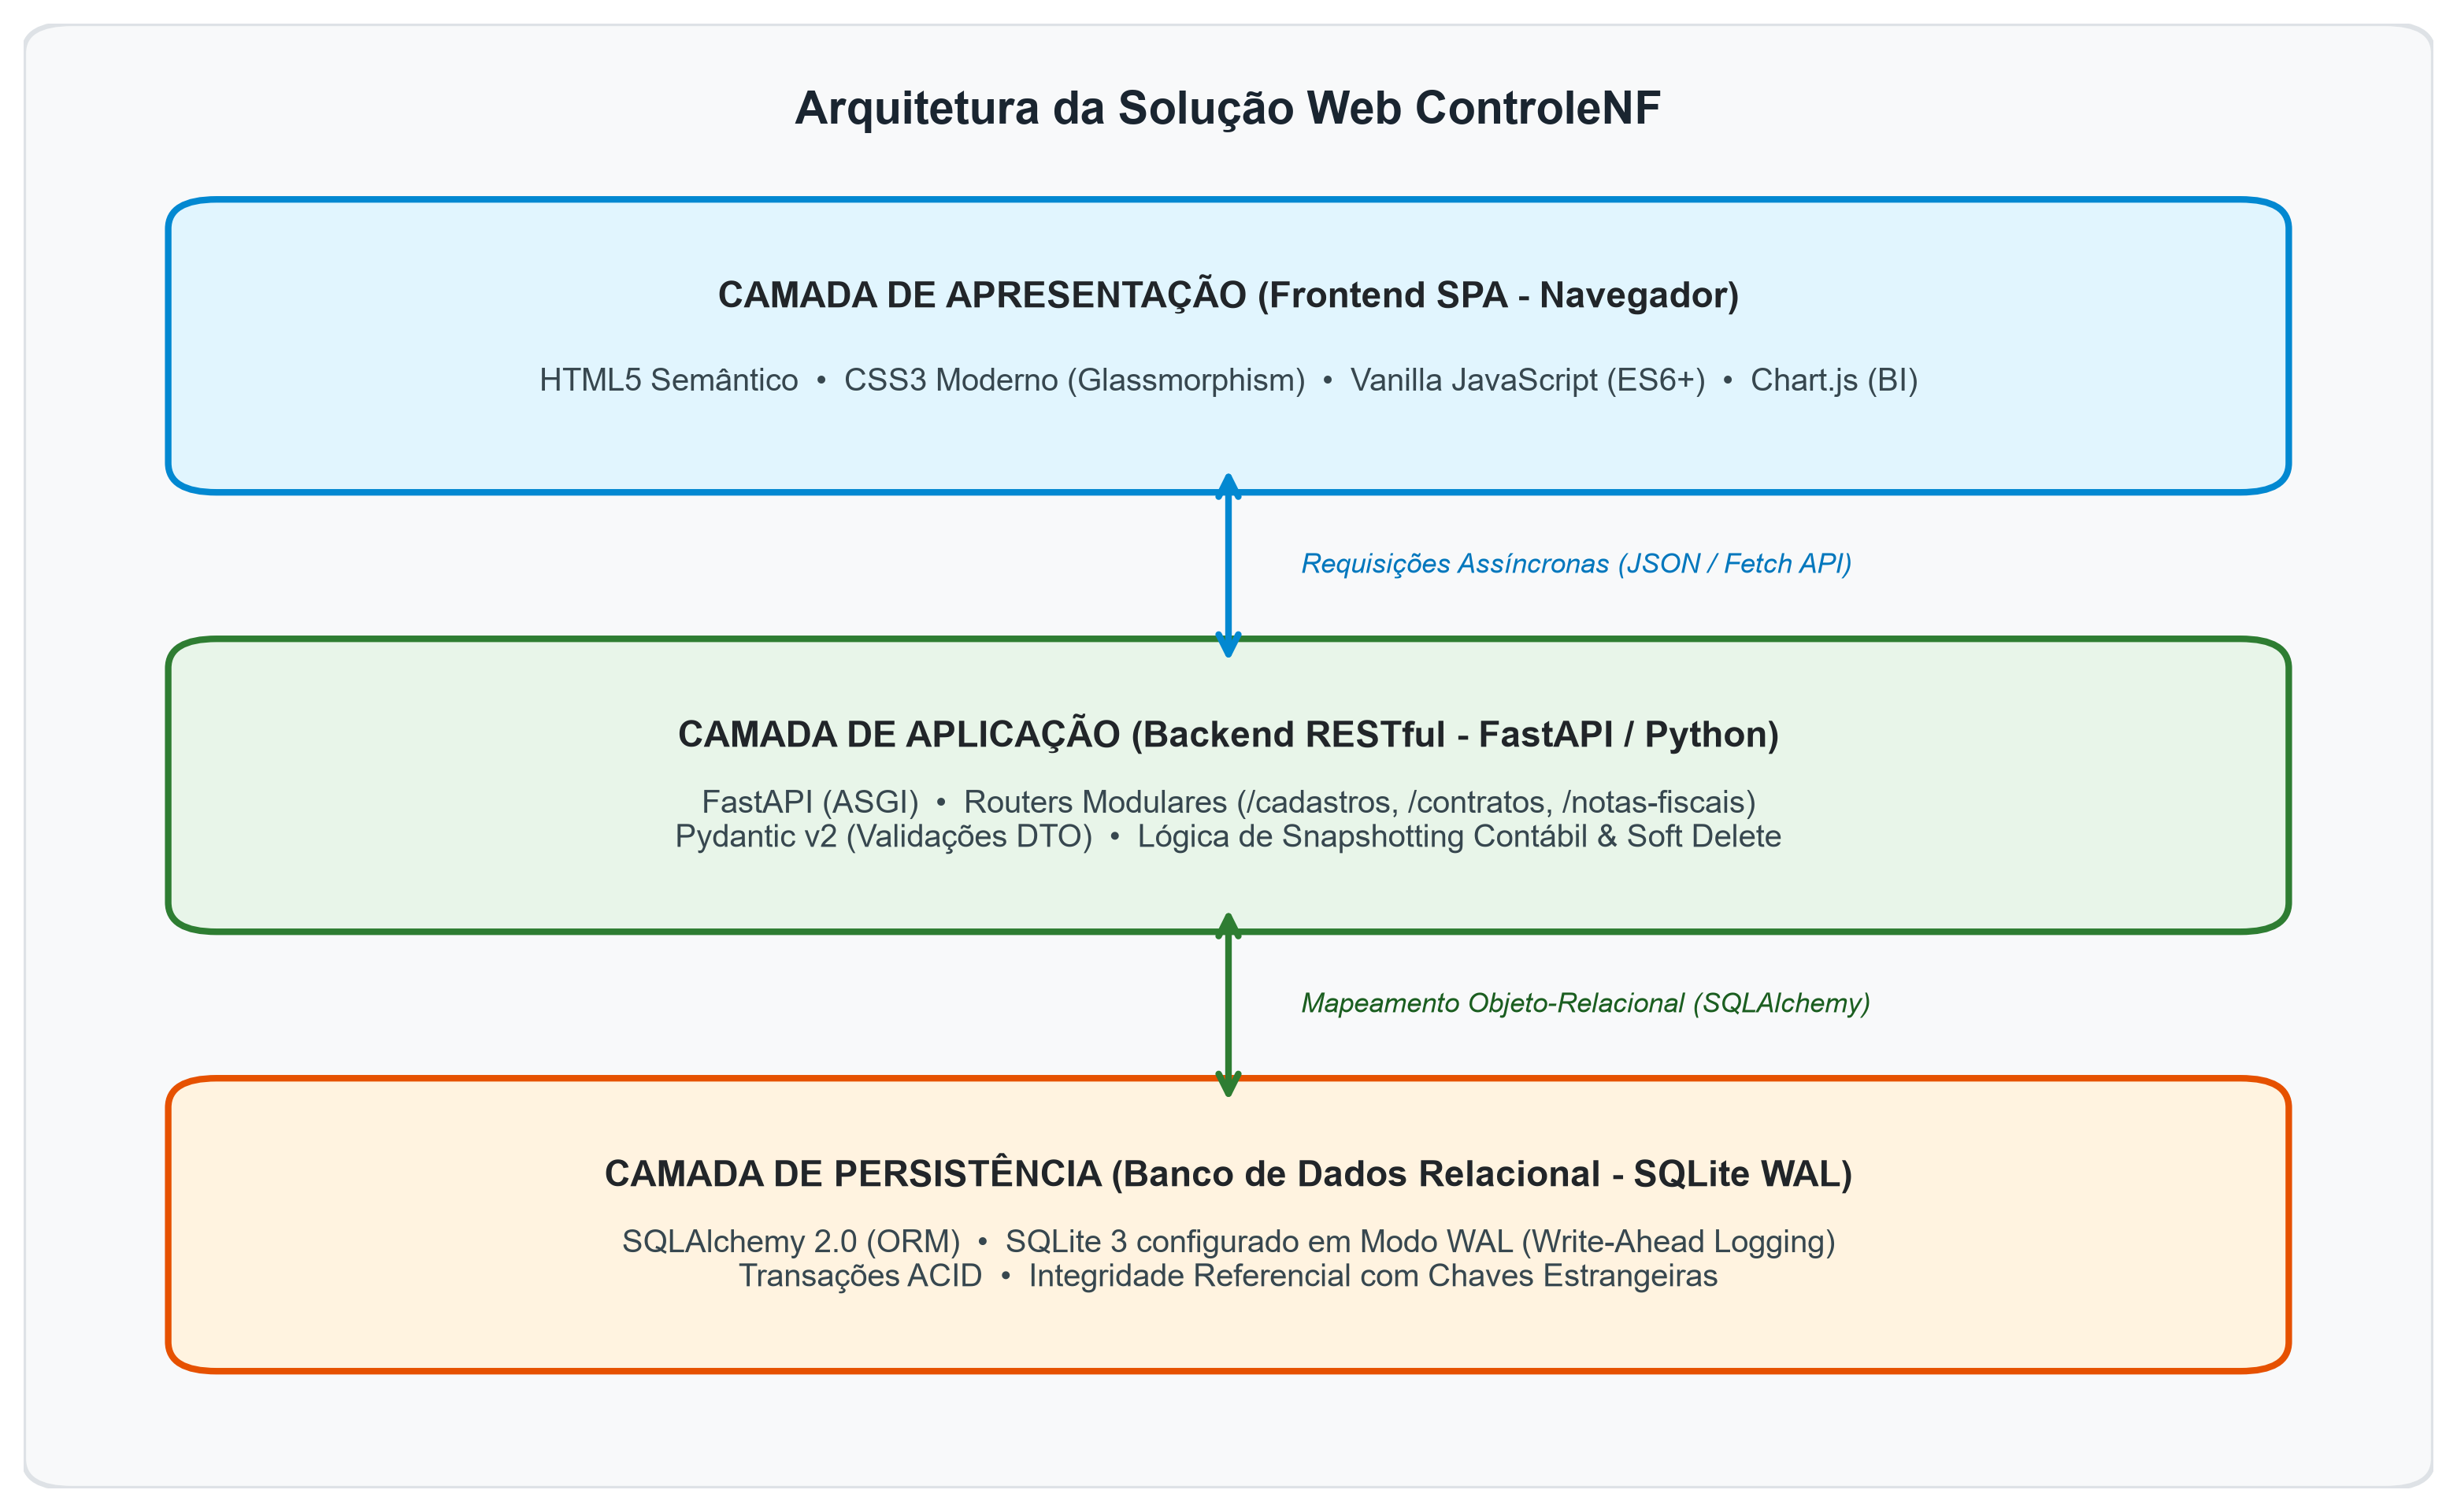 Arquitetura da Solução Web ControleNF
CAMADA DE APRESENTAÇÃO (Frontend SPA - Navegador)
HTML5 Semântico • CSS3 Moderno (Glassmorphism) • Vanilla JavaScript (ES6+) • Chart.js (BI)
Requisições Assíncronas (JSON / Fetch API)
CAMADA DE APLICAÇÃO (Backend RESTful - FastAPI / Python)
FastAPI (ASGI) • Routers Modulares (/cadastros, /contratos, /notas-fiscais)
Pydantic v2 (Validações DTO) • Lógica de Snapshotting Contábil & Soft Delete
Mapeamento Objeto-Relacional (SQLAlchemy)
CAMADA DE PERSISTÊNCIA (Banco de Dados Relacional - SQLite WAL)
SQLAlchemy 2.0 (ORM) • SQLite 3 configurado em Modo WAL (Write-Ahead Logging)
Transações ACID • Integridade Referencial com Chaves Estrangeiras